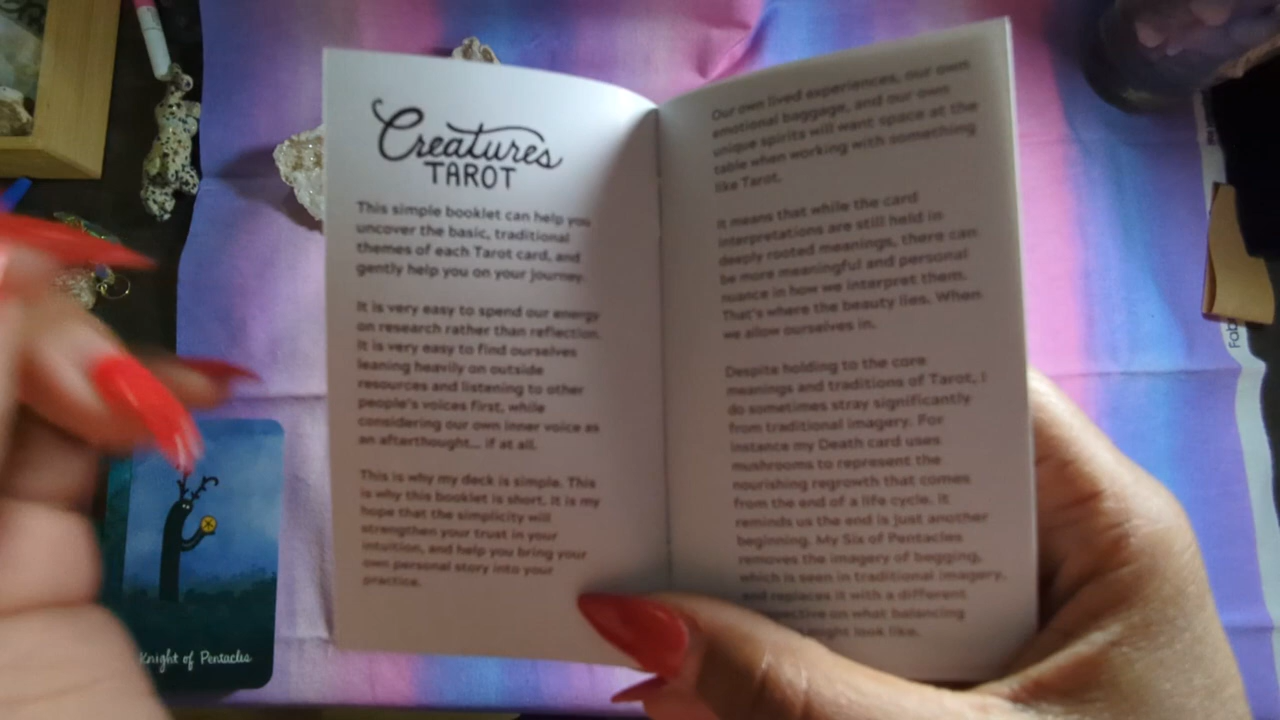 Creatures
TAROT
This simple booklet can help you
uncover the basic, traditional
themes of each Tarot card, and
gently help you on your journey.
It is very easy to spend our energy
on research rather than reflection.
It is very easy to find ourselves
leaning heavily on outside
resources and listening to other
people's voices first, while
considering our own inner voice as
an afterthought... if at all.
This is why my deck is simple. This
is why this booklet is short. It is my
hope that the simplicity will
strengthen your trust in your
intuition, and help you bring your
own personal story into your
practice.
Our own lived experiences, our own
emotional baggage, and our own
unique spirits will want space at the
table when working with something
like Tarot.
It means that while the card
interpretations are still held in
deeply rooted meanings, there can
be more meaningful and personal
nuance in how we interpret them.
That's where the beauty lies. When
we allow ourselves in.
Despite holding to the core
meanings and traditions of Tarot, I
do sometimes stray significantly
from traditional imagery. For
instance my Death card uses
mushrooms to represent the
nourishing regrowth that comes
from the end of a life cycle. It
reminds us the end is just another
beginning. My Six of Pentacles
removes the imagery of begging,
which is seen in traditional imagery,
and replaces it with a different
on what balancing
might look like.
Knight of Pentacles
Fab